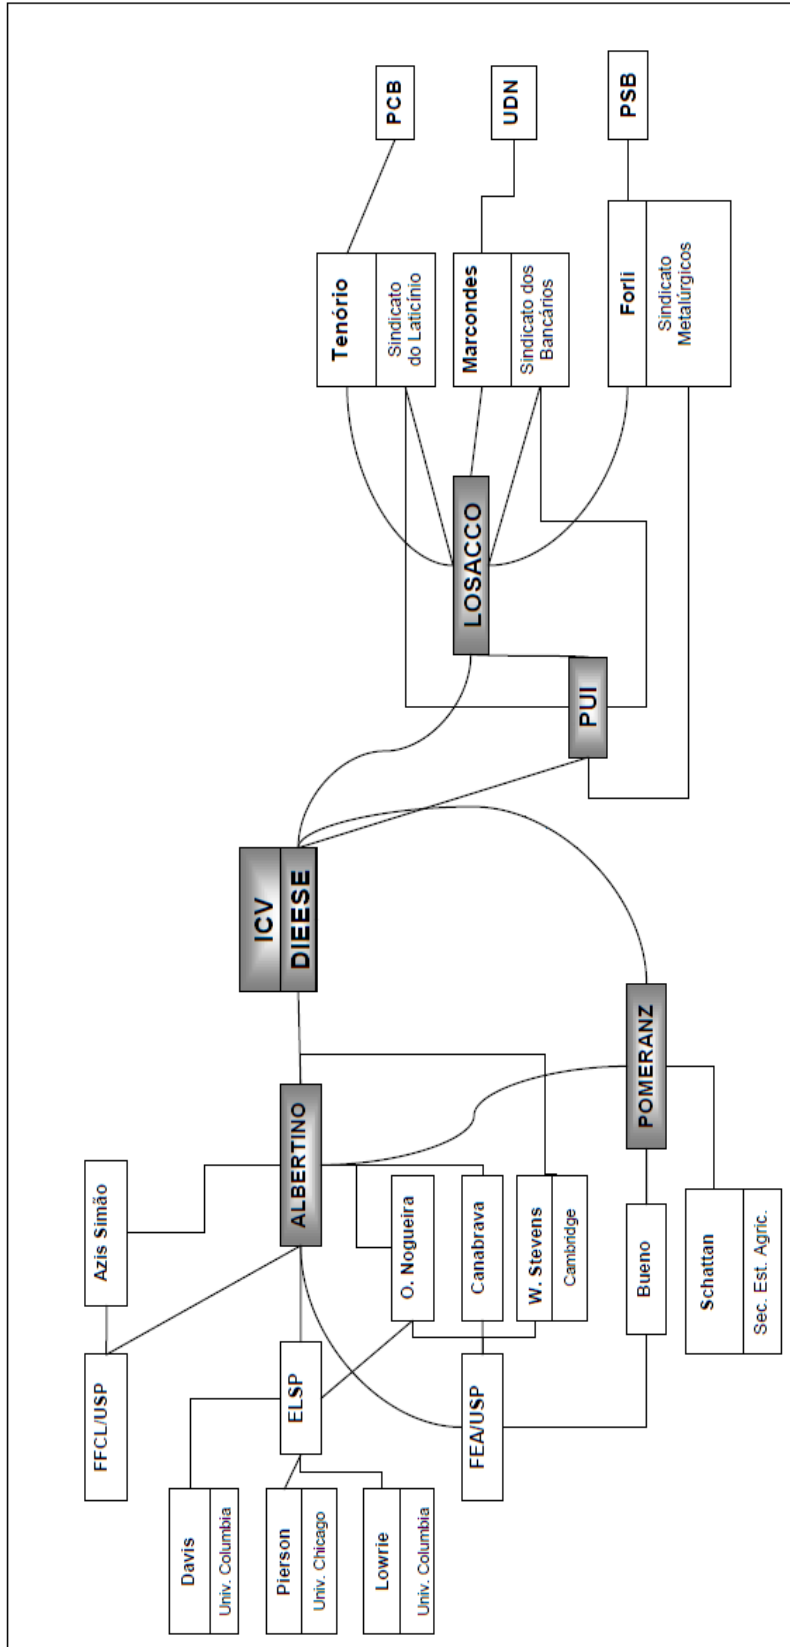 Davis
Univ. Columbia
Pierson
Univ. Chicago
Lowrie
Univ. Columbia
FFCL/USP
ELSP
FEA/USP
Azis Simão
O. Nogueira
Canabrava
W. Stevens
Cambridge
Bueno
Schattan
Sec. Est. Agric.
ALBERTINO
POMERANZ
ICV
DIEESE
PUI
LOSACCO
Tenório
Sindicato
do Laticínio
Marcondes
Sindicato dos
Bancários
Forli
Sindicato
Metalúrgicos
PCB
UDN
PSB